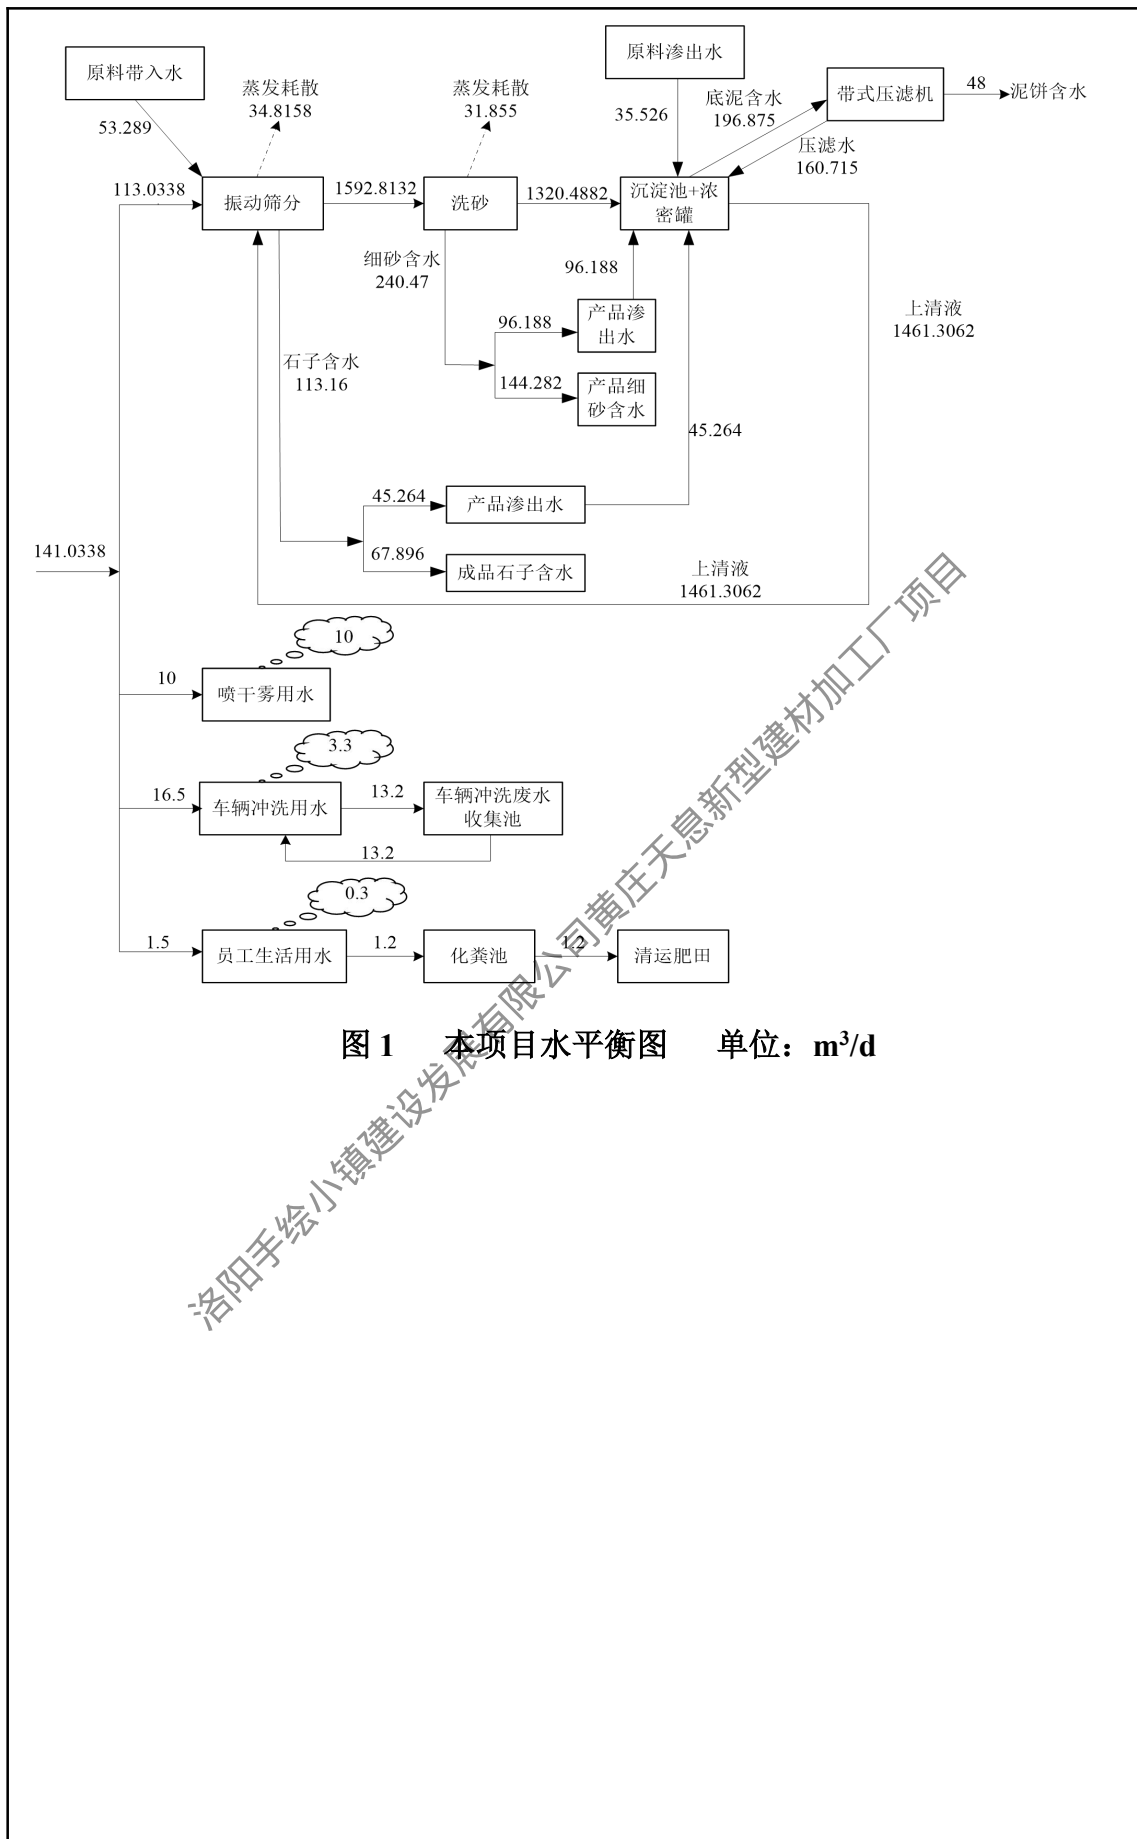 原料带入水
53.289
蒸发耗散
34.8158
蒸发耗散
31.855
原料渗出水
35.526
底泥含水
196.875
带式压滤机
48
泥饼含水
压滤水
160.715
113.0338
振动筛分
1592.8132
洗砂
1320.4882
沉淀池+浓
密罐
细砂含水
240.47
96.188
产品渗
出水
96.188
144.282
产品细
砂含水
上清液
1461.3062
石子含水
113.16
45.264
45.264
产品渗出水
67.896
成品石子含水
上清液
1461.3062
141.0338
10
10
喷干雾用水
3.3
16.5
车辆冲洗用水
13.2
车辆冲洗废水
收集池
13.2
0.3
1.5
员工生活用水
1.2
化粪池
1.2
清运肥田
图 1 本项目水平衡图 单位：m³/d
洛阳手绘小镇建设发展有限公司黄庄天息新型建材加工厂项目